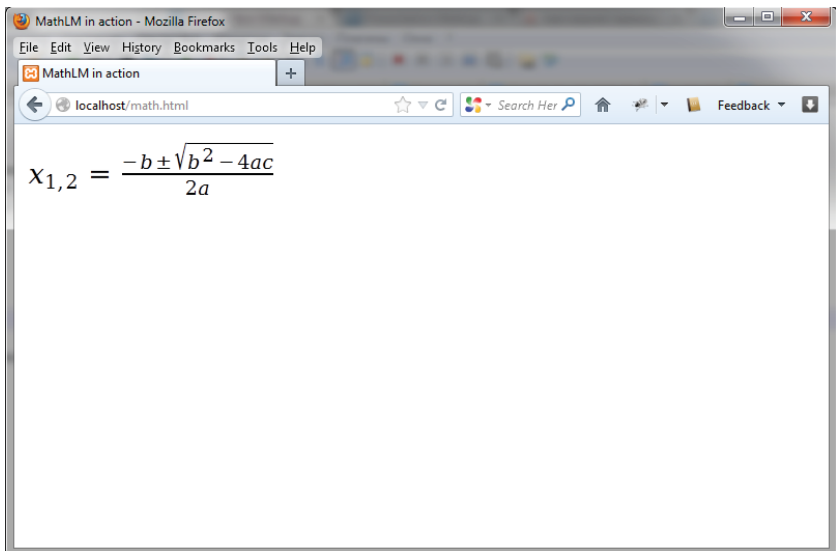 MathLM in action - Mozilla Firefox
File Edit View History Bookmarks Tools Help
MathLM in action +
localhost/math.html Search Her Feedback
x₁,₂ = (-b ± √(b² - 4ac)) / 2a